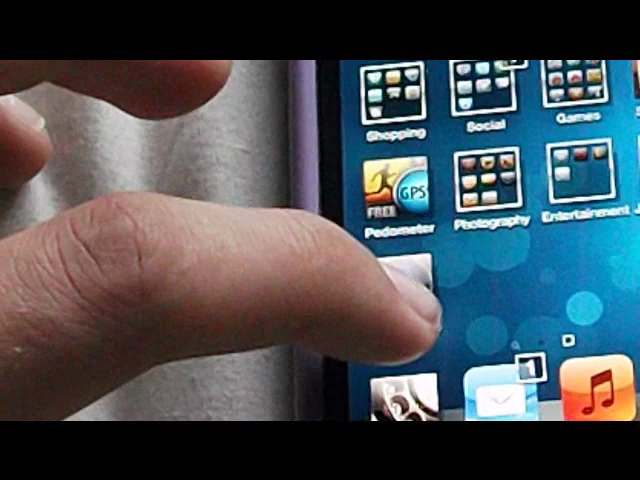 Shopping
Social
Games
GPS
FREE
Pedometer
Photography
Entertainment
1